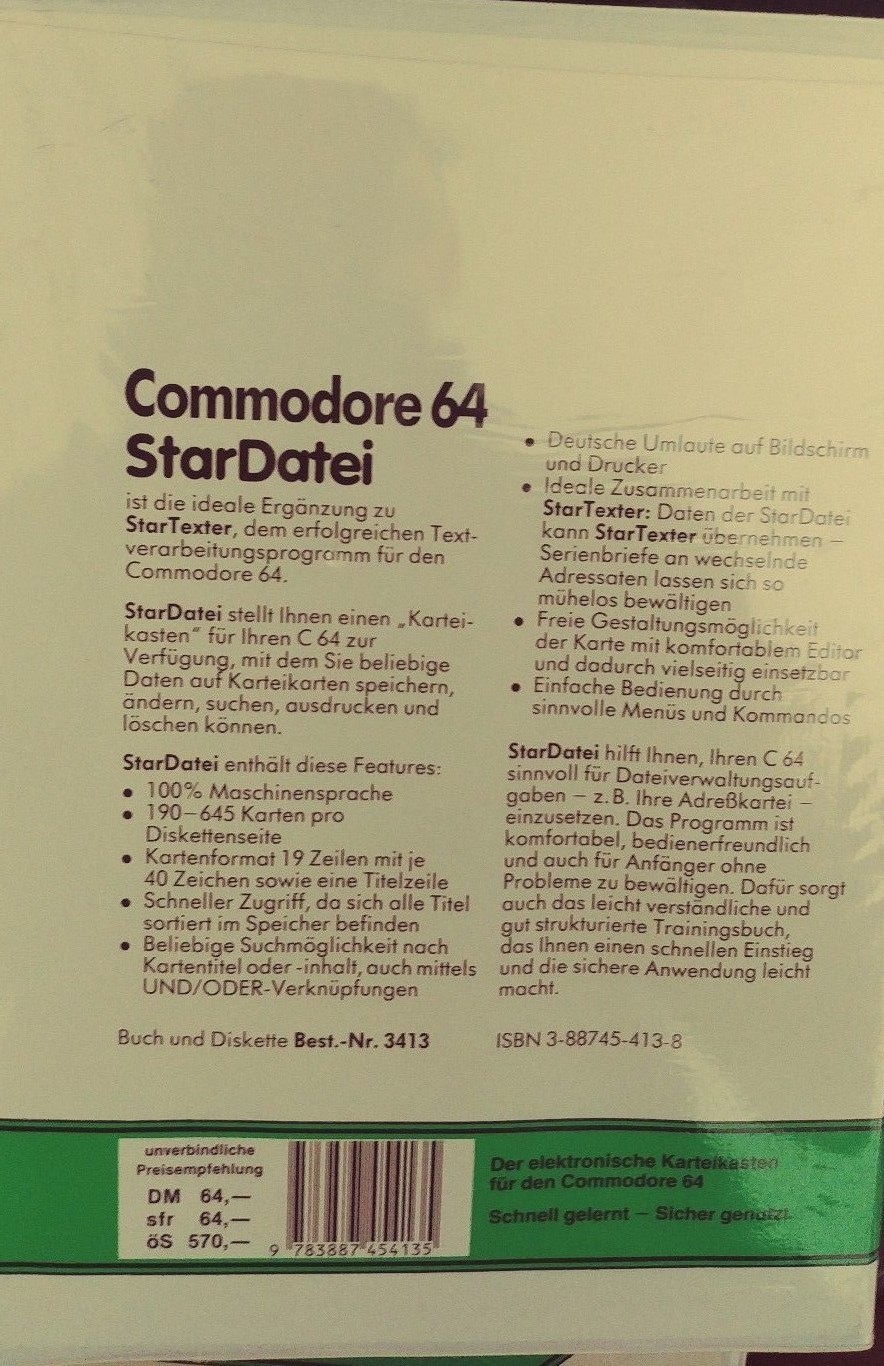 Commodore 64
StarDatei
ist die ideale Ergänzung zu
StarTexter, dem erfolgreichen Text-
verarbeitungsprogramm für den
Commodore 64.
StarDatei stellt Ihnen einen „Kartei-
kasten“ für Ihren C 64 zur
Verfügung, mit dem Sie beliebige
Daten auf Karteikarten speichern,
ändern, suchen, ausdrucken und
löschen können.
StarDatei enthält diese Features:
• 100% Maschinensprache
• 190–645 Karten pro
Diskettenseite
• Kartenformat 19 Zeilen mit je
40 Zeichen sowie eine Titelzeile
• Schneller Zugriff, da sich alle Titel
sortiert im Speicher befinden
• Beliebige Suchmöglichkeit nach
Kartentitel oder -inhalt, auch mittels
UND/ODER-Verknüpfungen
• Deutsche Umlaute auf Bildschirm
und Drucker
• Ideale Zusammenarbeit mit
StarTexter: Daten der StarDatei
kann StarTexter übernehmen –
Serienbriefe an wechselnde
Adressaten lassen sich so
mühelos bewältigen
• Freie Gestaltungsmöglichkeit
der Karte mit komfortablem Editor
und dadurch vielseitig einsetzbar
• Einfache Bedienung durch
sinnvolle Menüs und Kommandos
StarDatei hilft Ihnen, Ihren C 64
sinnvoll für Dateiverwaltungsauf-
gaben – z.B. Ihre Adreßkartei –
einzusetzen. Das Programm ist
komfortabel, bedienerfreundlich
und auch für Anfänger ohne
Probleme zu bewältigen. Dafür sorgt
auch das leicht verständliche und
gut strukturierte Trainingsbuch,
das Ihnen einen schnellen Einstieg
und die sichere Anwendung leicht
macht.
Buch und Diskette Best.-Nr. 3413
ISBN 3-88745-413-8
unverbindliche
Preisempfehlung
DM 64,—
sfr 64,—
öS 570,—
9 783887 454135
Der elektronische Karteikasten
für den Commodore 64
Schnell gelernt – Sicher genutzt